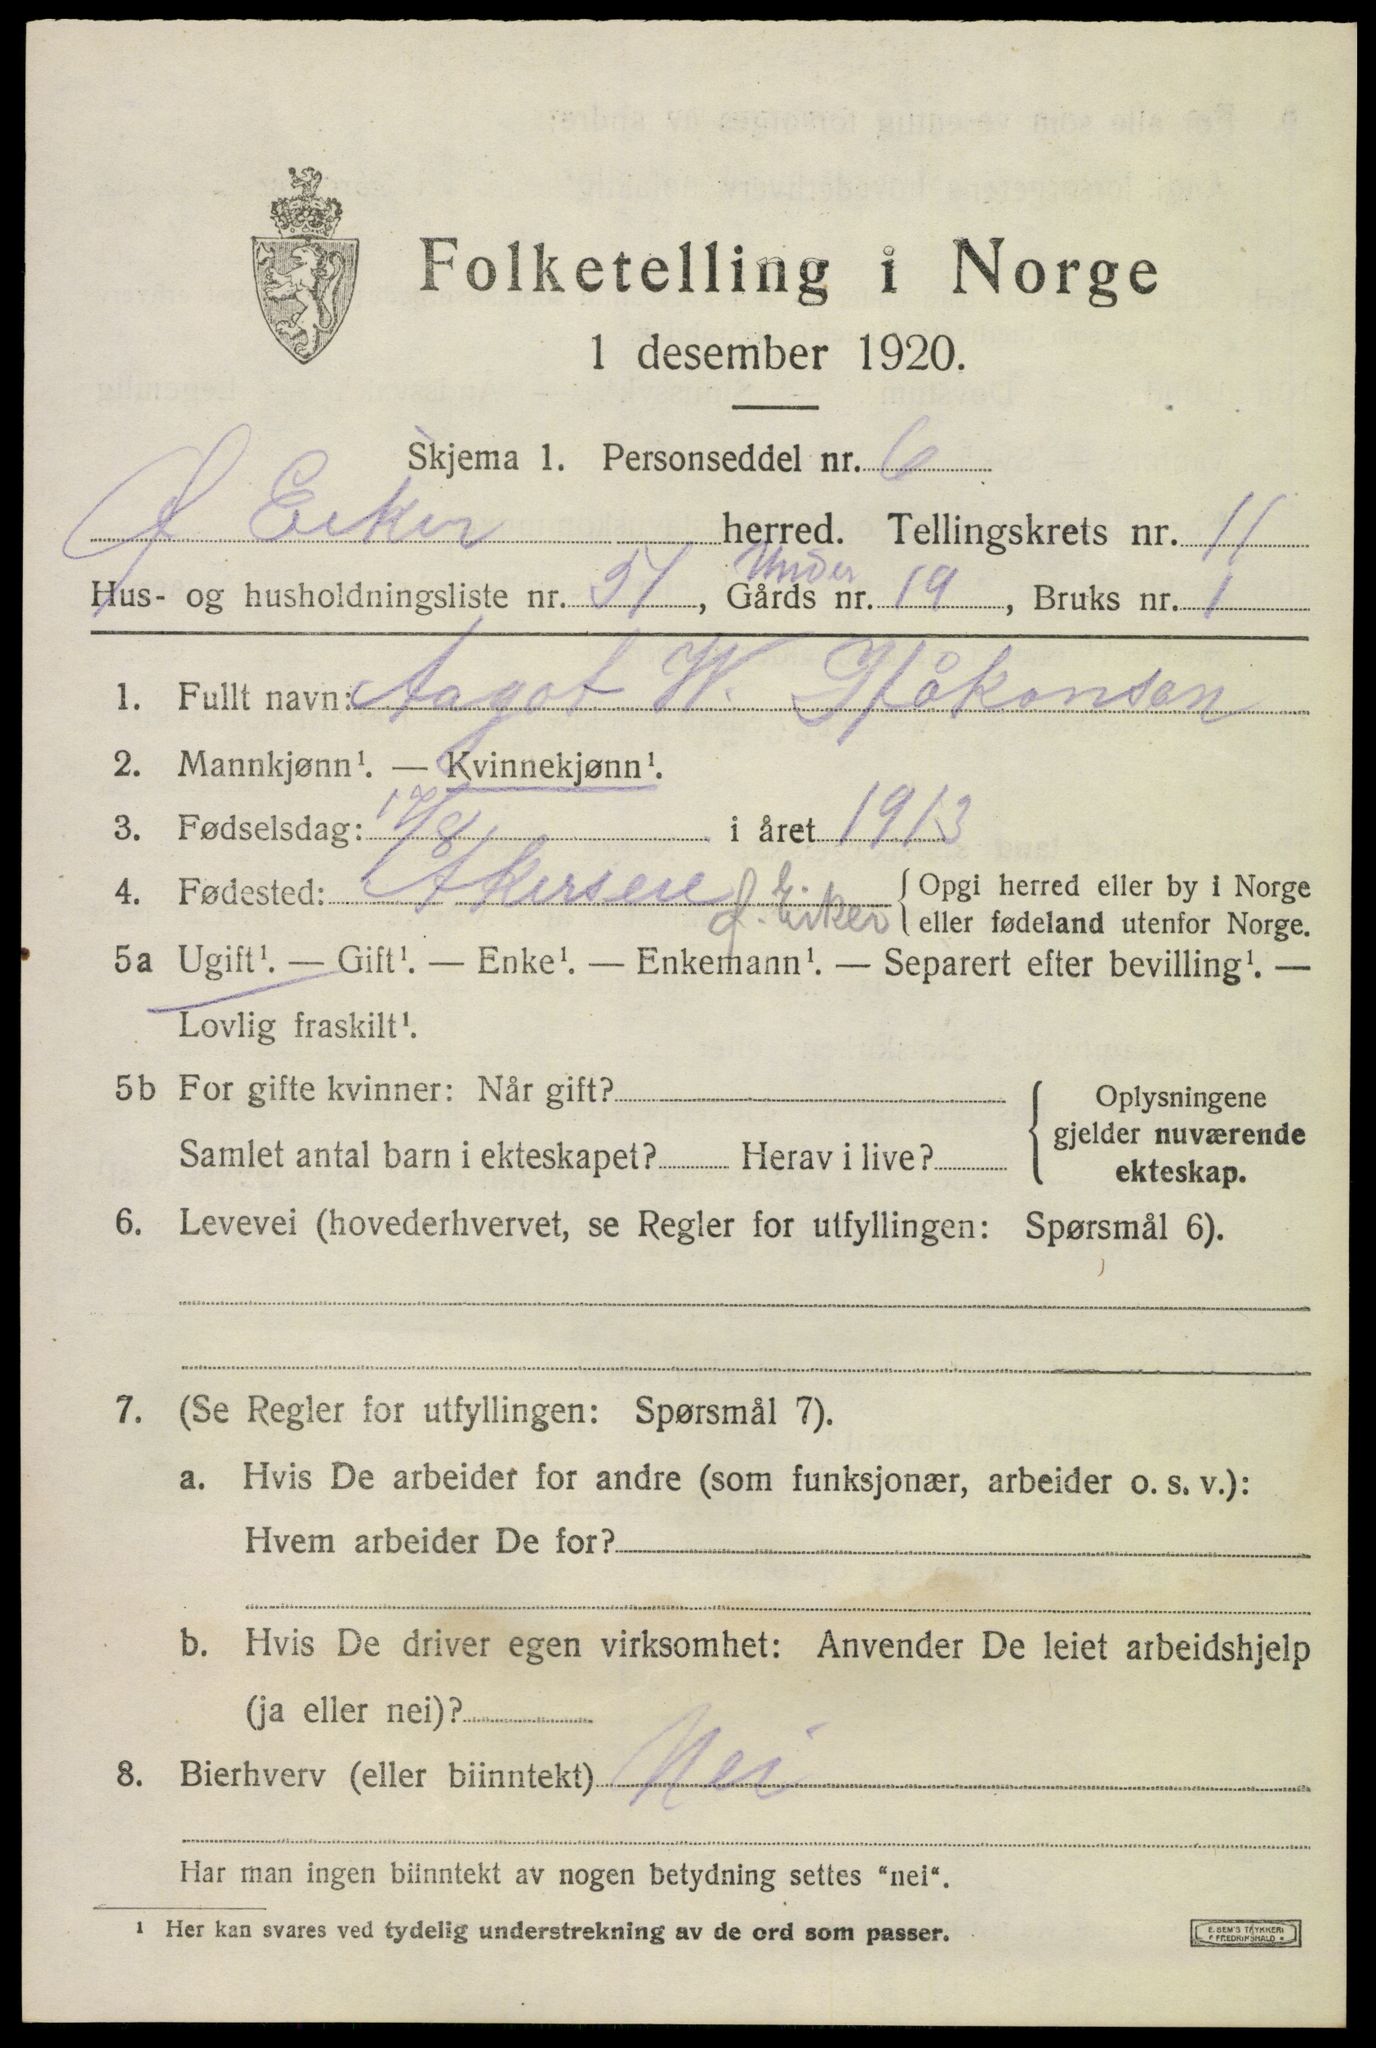 Folketelling i Norge
1 desember 1920.
Skjema 1. Personseddel nr. 6
Ø Eiker herred. Tellingskrets nr. 11
Under
Hus- og husholdningsliste nr. 51, Gårds nr. 19, Bruks nr. 1
1. Fullt navn: Aagot W. Håkonsen
2. Mannkjønn¹. — Kvinnekjønn¹.
3. Fødselsdag: 17/8 i året 1913
4. Fødested: Ø. Eiker { Opgi herred eller by i Norge
eller fødeland utenfor Norge.
5a Ugift¹. — Gift¹. — Enke¹. — Enkemann¹. — Separert efter bevilling¹. —
Lovlig fraskilt¹.
5b For gifte kvinner: Når gift? { Oplysningene
gjelder nuværende
Samlet antal barn i ekteskapet? Herav i live?
ekteskap.
6. Levevei (hovederhvervet, se Regler for utfyllingen: Spørsmål 6).
7. (Se Regler for utfyllingen: Spørsmål 7).
a. Hvis De arbeider for andre (som funksjonær, arbeider o. s. v.):
Hvem arbeider De for?
b. Hvis De driver egen virksomhet: Anvender De leiet arbeidshjelp
(ja eller nei)?
8. Bierhverv (eller biinntekt) Nei
Har man ingen biinntekt av nogen betydning settes “nei“.
¹ Her kan svares ved tydelig understrekning av de ord som passer.
E. SEM'S TRYKKERI
FREDRIKSHALD